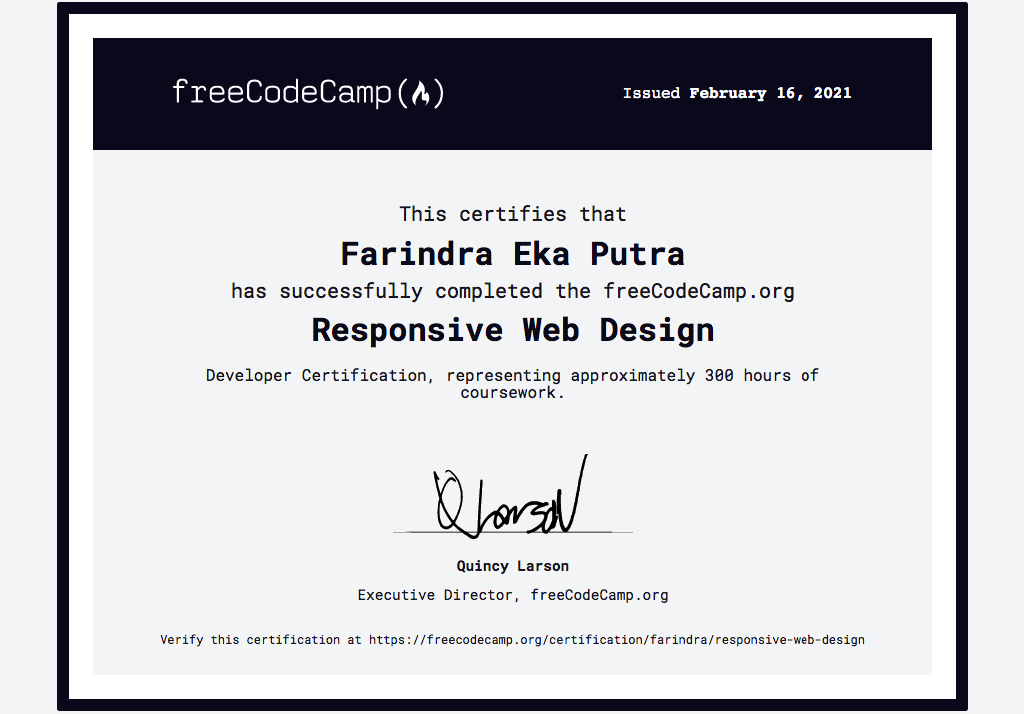 freeCodeCamp
Issued February 16, 2021
This certifies that
Farindra Eka Putra
has successfully completed the freeCodeCamp.org
Responsive Web Design
Developer Certification, representing approximately 300 hours of
coursework.
Q Larson
Quincy Larson
Executive Director, freeCodeCamp.org
Verify this certification at https://freecodecamp.org/certification/farindra/responsive-web-design